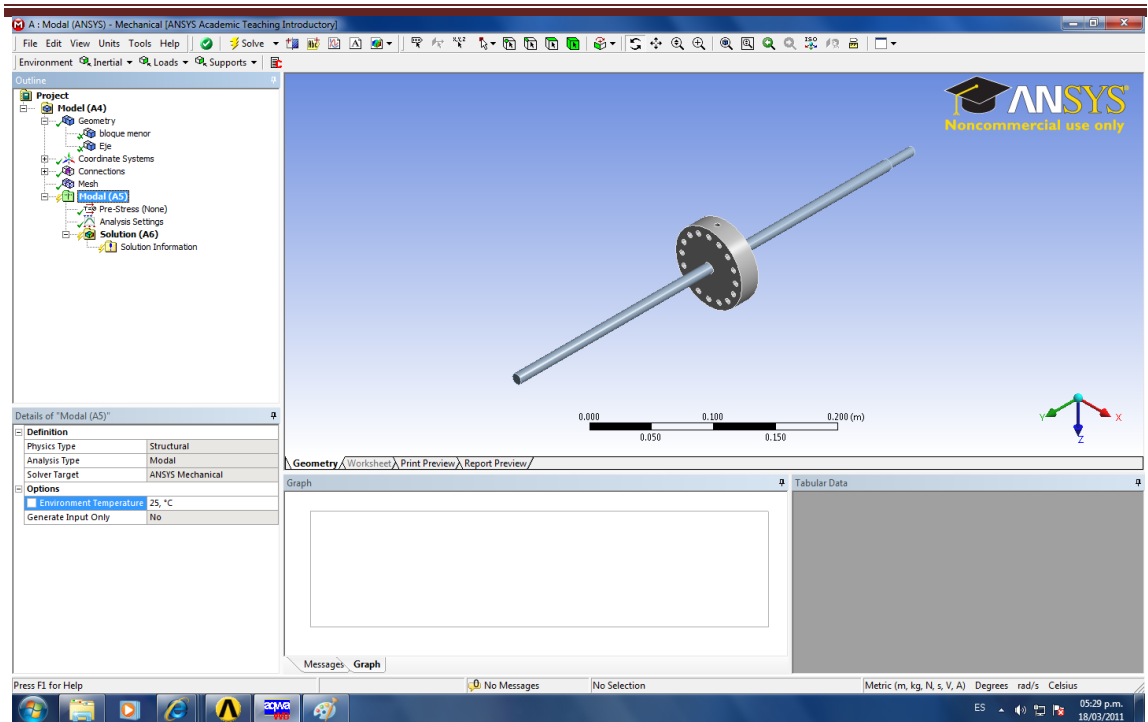 A : Modal (ANSYS) - Mechanical [ANSYS Academic Teaching Introductory]
File Edit View Units Tools Help Solve
Environment Inertial Loads Supports
Outline
Project
Model (A4)
Geometry
bloque menor
Eje
Coordinate Systems
Connections
Mesh
Modal (A5)
Pre-Stress (None)
Analysis Settings
Solution (A6)
Solution Information
ANSYS
Noncommercial use only
0.000 0.100 0.200 (m)
0.050 0.150
Y X
Z
Details of "Modal (A5)"
Definition
Physics Type Structural
Analysis Type Modal
Solver Target ANSYS Mechanical
Options
Environment Temperature 25, °C
Generate Input Only No
Geometry Worksheet Print Preview Report Preview
Graph
Tabular Data
Messages Graph
Press F1 for Help
0 No Messages
No Selection
Metric (m, kg, N, s, V, A) Degrees rad/s Celsius
aqwa
WB
ES
05:29 p.m.
18/03/2011